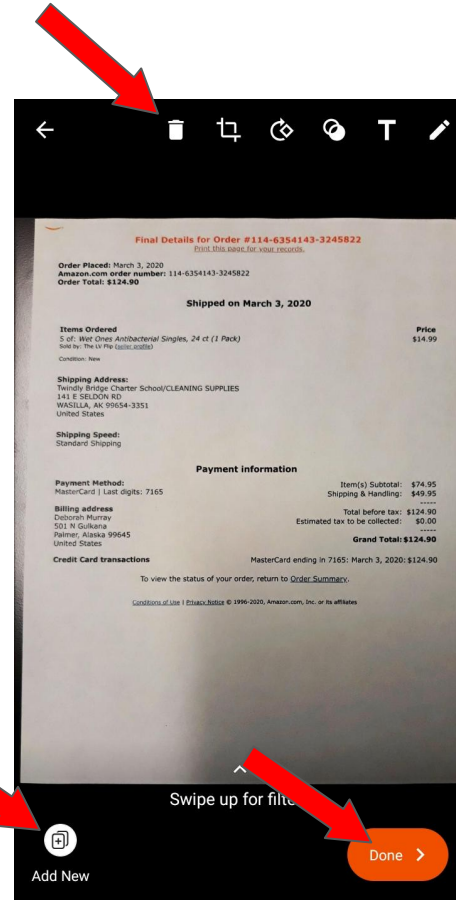 T
Final Details for Order #114-6354143-3245822
Print this page for your records.
Order Placed: March 3, 2020
Amazon.com order number: 114-6354143-3245822
Order Total: $124.90
Shipped on March 3, 2020
Items Ordered Price
5 of: Wet Ones Antibacterial Singles, 24 ct (1 Pack) $14.99
Sold by: The LV Flip (seller profile)
Condition: New
Shipping Address:
Twindly Bridge Charter School/CLEANING SUPPLIES
141 E SELDON RD
WASILLA, AK 99654-3351
United States
Shipping Speed:
Standard Shipping
Payment information
Payment Method: Item(s) Subtotal: $74.95
MasterCard | Last digits: 7165 Shipping & Handling: $49.95
-----
Billing address Total before tax: $124.90
Deborah Murray Estimated tax to be collected: $0.00
501 N Gulkana -----
Palmer, Alaska 99645 Grand Total: $124.90
United States
Credit Card transactions MasterCard ending in 7165: March 3, 2020: $124.90
To view the status of your order, return to Order Summary.
Conditions of Use | Privacy Notice © 1996-2020, Amazon.com, Inc. or its affiliates
Swipe up for filte
Add New
Done